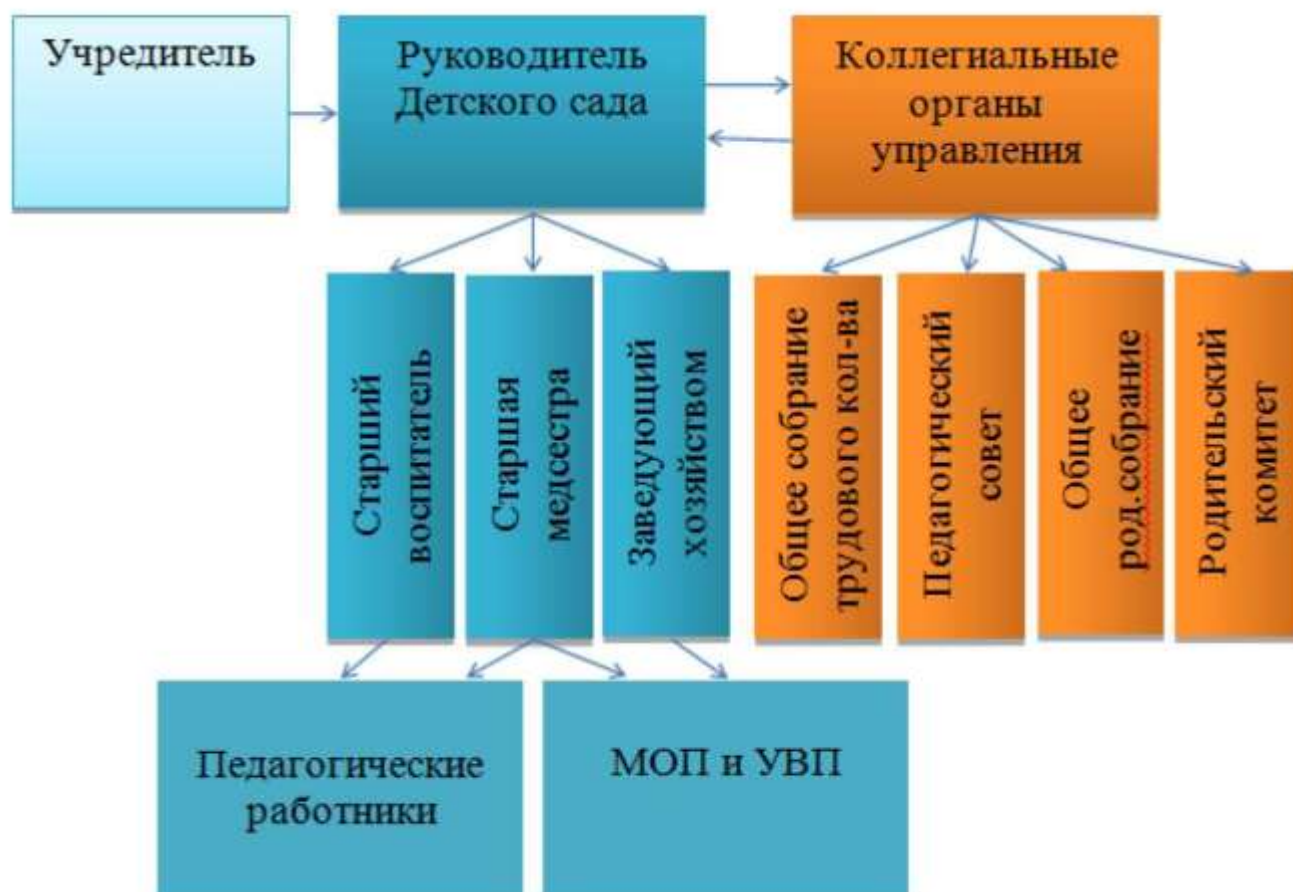 Учредитель
Руководитель
Детского сада
Коллегиальные
органы
управления
Старший
воспитатель
Старшая
медсестра
Заведующий
хозяйством
Общее собрание
трудового кол-ва
Педагогический
совет
Общее
род.собрание
Родительский
комитет
Педагогические
работники
МОП и УВП